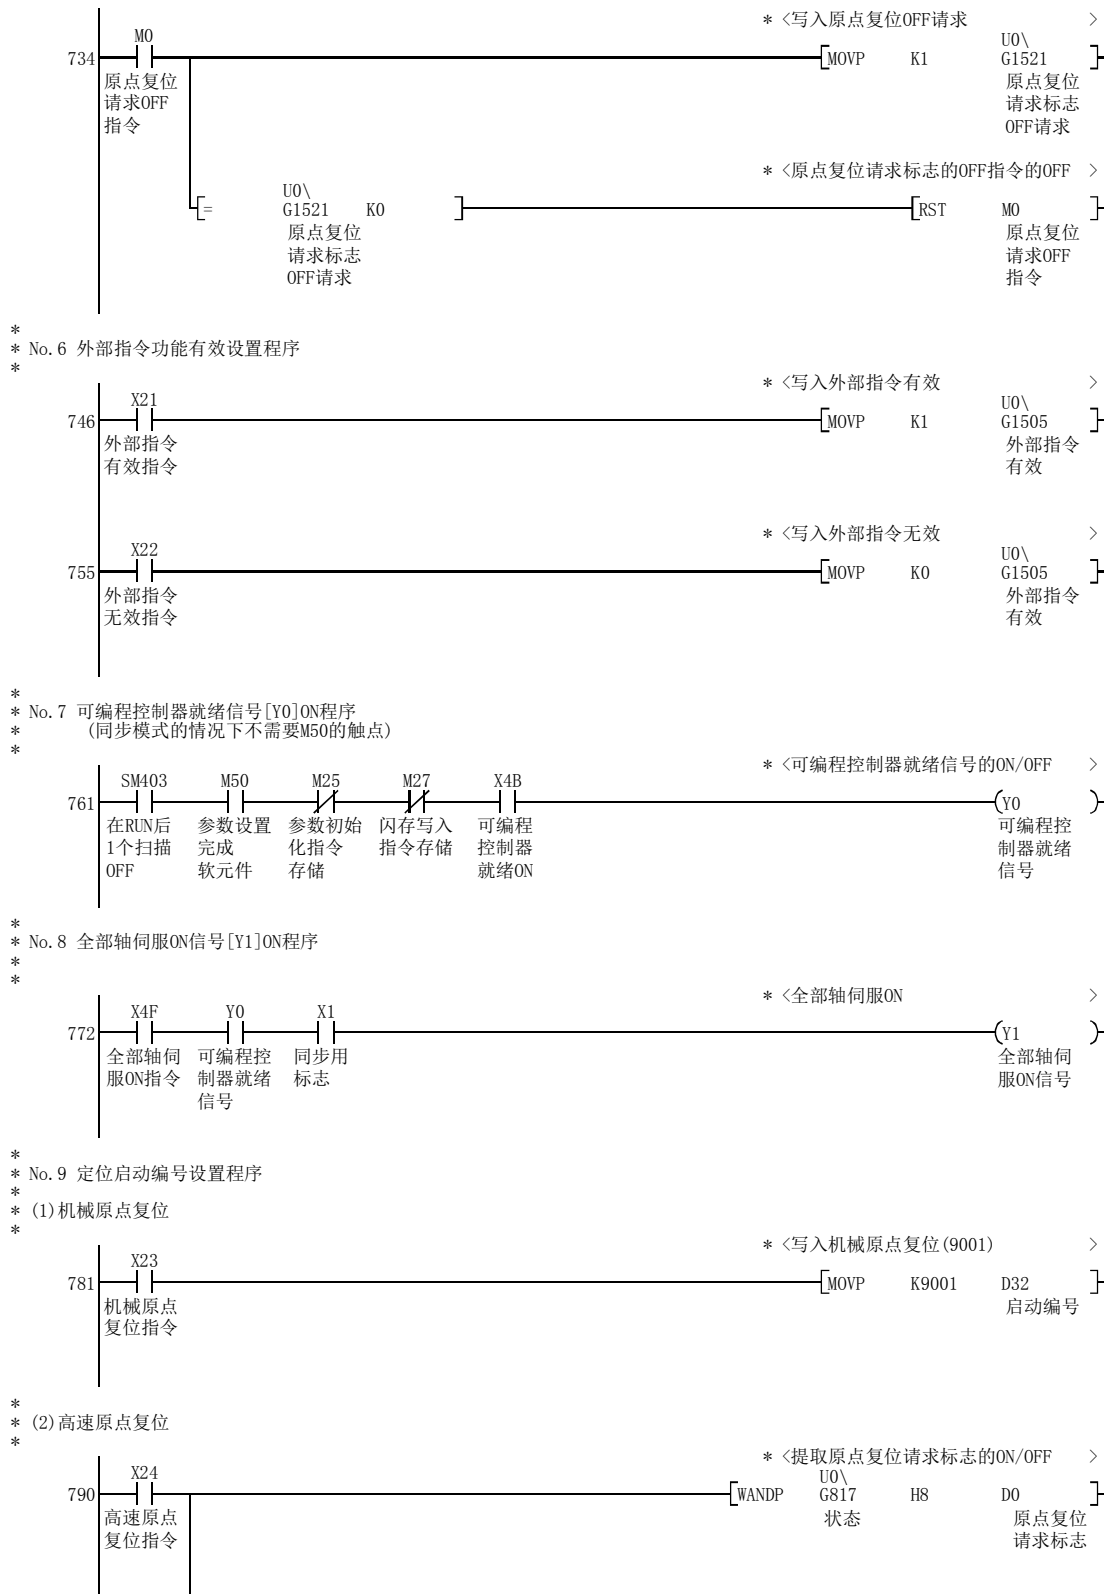 * <写入原点复位OFF请求 >
M0 U0\
734 MOVP K1 G1521
原点复位 原点复位
请求OFF 请求标志
指令 OFF请求
* <原点复位请求标志的OFF指令的OFF >
U0\
= G1521 K0 RST M0
原点复位 原点复位
请求标志 请求OFF
OFF请求 指令
*
* No.6 外部指令功能有效设置程序
*
* <写入外部指令有效 >
X21 U0\
746 MOVP K1 G1505
外部指令 外部指令
有效指令 有效
* <写入外部指令无效 >
X22 U0\
755 MOVP K0 G1505
外部指令 外部指令
无效指令 有效
*
* No.7 可编程控制器就绪信号[Y0]ON程序
* (同步模式的情况下不需要M50的触点)
*
* <可编程控制器就绪信号的ON/OFF >
SM403 M50 M25 M27 X4B
761 Y0
在RUN后 参数设置 参数初始 闪存写入 可编程 可编程控
1个扫描 完成 化指令 指令存储 控制器 制器就绪
OFF 软元件 存储 就绪ON 信号
*
* No.8 全部轴伺服ON信号[Y1]ON程序
*
*
* <全部轴伺服ON >
X4F Y0 X1
772 Y1
全部轴伺 可编程控 同步用 全部轴伺
服ON指令 制器就绪 标志 服ON信号
信号
*
* No.9 定位启动编号设置程序
*
* (1)机械原点复位
*
* <写入机械原点复位(9001) >
X23
781 MOVP K9001 D32
机械原点 启动编号
复位指令
*
* (2)高速原点复位
*
* <提取原点复位请求标志的ON/OFF >
X24 U0\
790 WANDP G817 H8 D0
高速原点 状态 原点复位
复位指令 请求标志